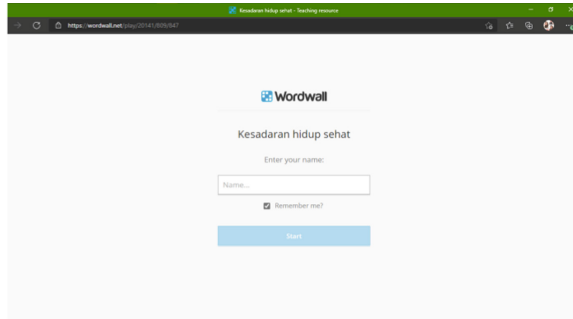 Kesadaran hidup sehat - Teaching resource
https://wordwall.net/play/20141/609/847
Wordwall
Kesadaran hidup sehat
Enter your name:
Name...
Remember me?
Start